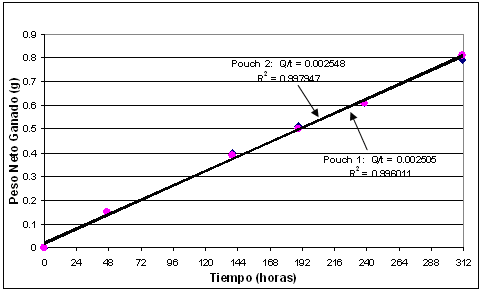 Peso Neto Ganado (g)
0.9
0.8
0.7
0.6
0.5
0.4
0.3
0.2
0.1
0
Pouch 2: Q/t = 0.002548
R² = 0.997947
Pouch 1: Q/t = 0.002505
R² = 0.996011
0 24 48 72 96 120 144 168 192 216 240 264 288 312
Tiempo (horas)